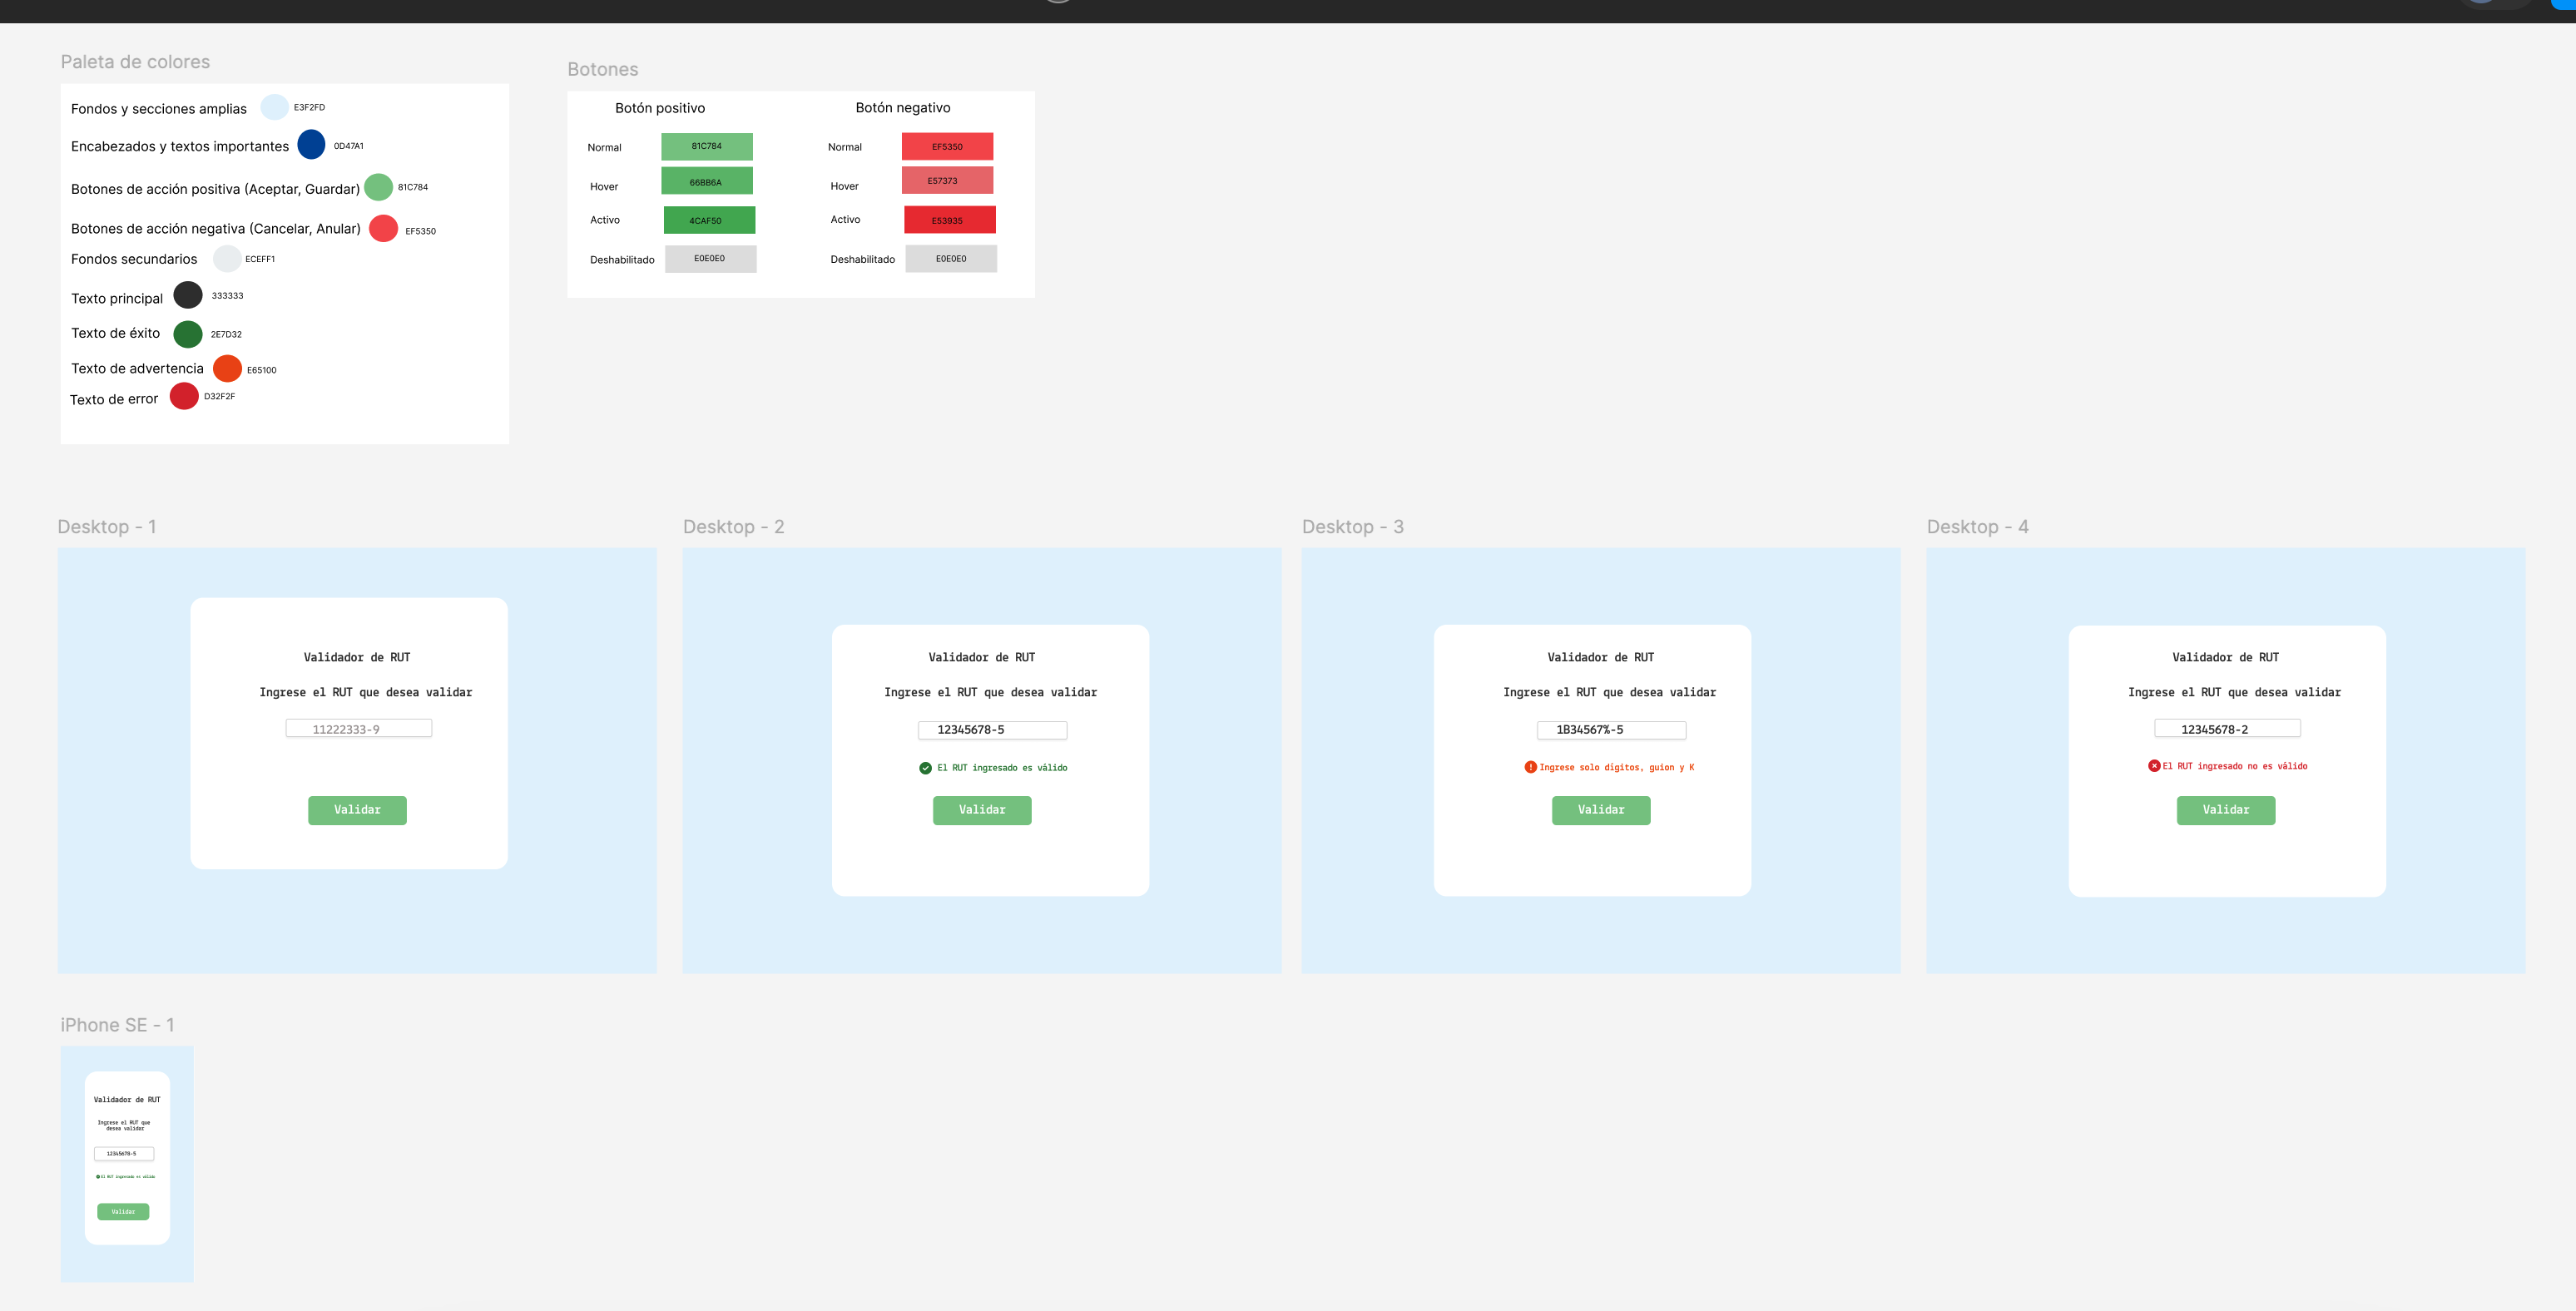 Paleta de colores
Fondos y secciones amplias E3F2FD
Encabezados y textos importantes 0D47A1
Botones de acción positiva (Aceptar, Guardar) 81C784
Botones de acción negativa (Cancelar, Anular) EF5350
Fondos secundarios ECEFF1
Texto principal 333333
Texto de éxito 2E7D32
Texto de advertencia E65100
Texto de error D32F2F
Botones
Botón positivo
Normal 81C784
Hover 66BB6A
Activo 4CAF50
Deshabilitado E0E0E0
Botón negativo
Normal EF5350
Hover E57373
Activo E53935
Deshabilitado E0E0E0
Desktop - 1
Validador de RUT
Ingrese el RUT que desea validar
11222333-9
Validar
Desktop - 2
Validador de RUT
Ingrese el RUT que desea validar
12345678-5
El RUT ingresado es válido
Validar
Desktop - 3
Validador de RUT
Ingrese el RUT que desea validar
1B34567%-5
Ingrese solo digitos, guion y K
Validar
Desktop - 4
Validador de RUT
Ingrese el RUT que desea validar
12345678-2
El RUT ingresado no es válido
Validar
iPhone SE - 1
Validador de RUT
Ingrese el RUT que
desea validar
12345678-5
El RUT ingresado es válido
Validar